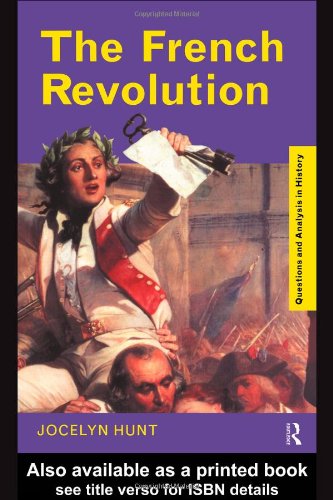 The French
Revolution
Questions and Analysis in History
JOCELYN HUNT
R
ROUTLEDGE
Also available as a printed book
see title verso for ISBN details